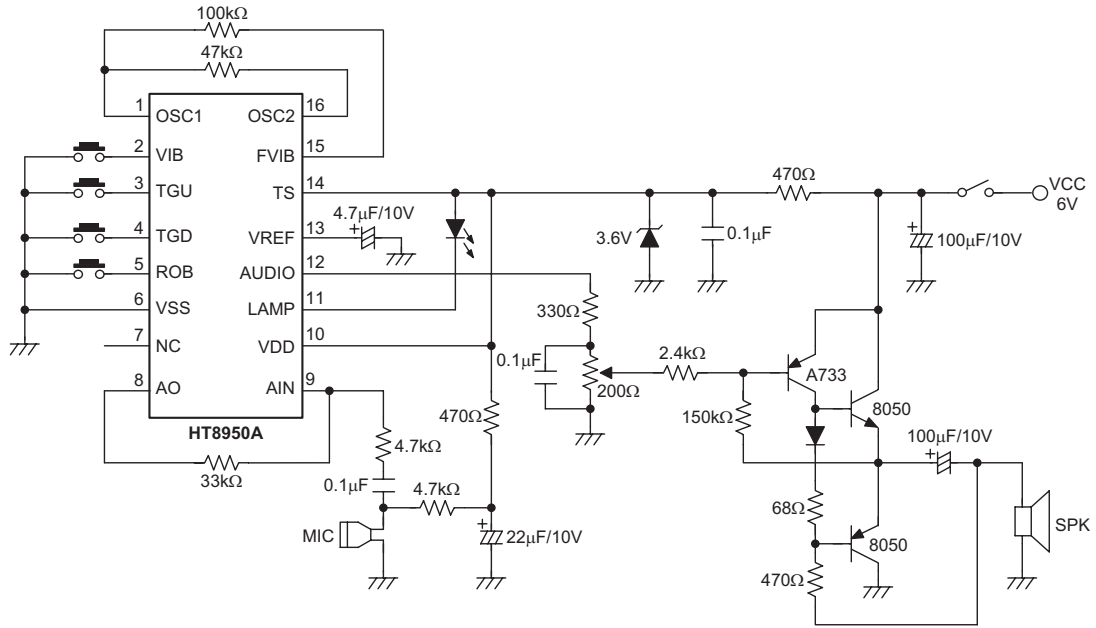 100kΩ
47kΩ
1 OSC1 OSC2 16
2 VIB FVIB 15
3 TGU TS 14
4 TGD VREF 13
5 ROB AUDIO 12
6 VSS LAMP 11
7 NC VDD 10
8 AO AIN 9
HT8950A
33kΩ
4.7µF/10V
+
4.7kΩ
0.1µF
MIC
4.7kΩ
470Ω
+
22µF/10V
3.6V
0.1µF
470Ω
VCC
6V
+
100µF/10V
330Ω
0.1µF
200Ω
2.4kΩ
150kΩ
A733
8050
100µF/10V
+
68Ω
8050
470Ω
SPK